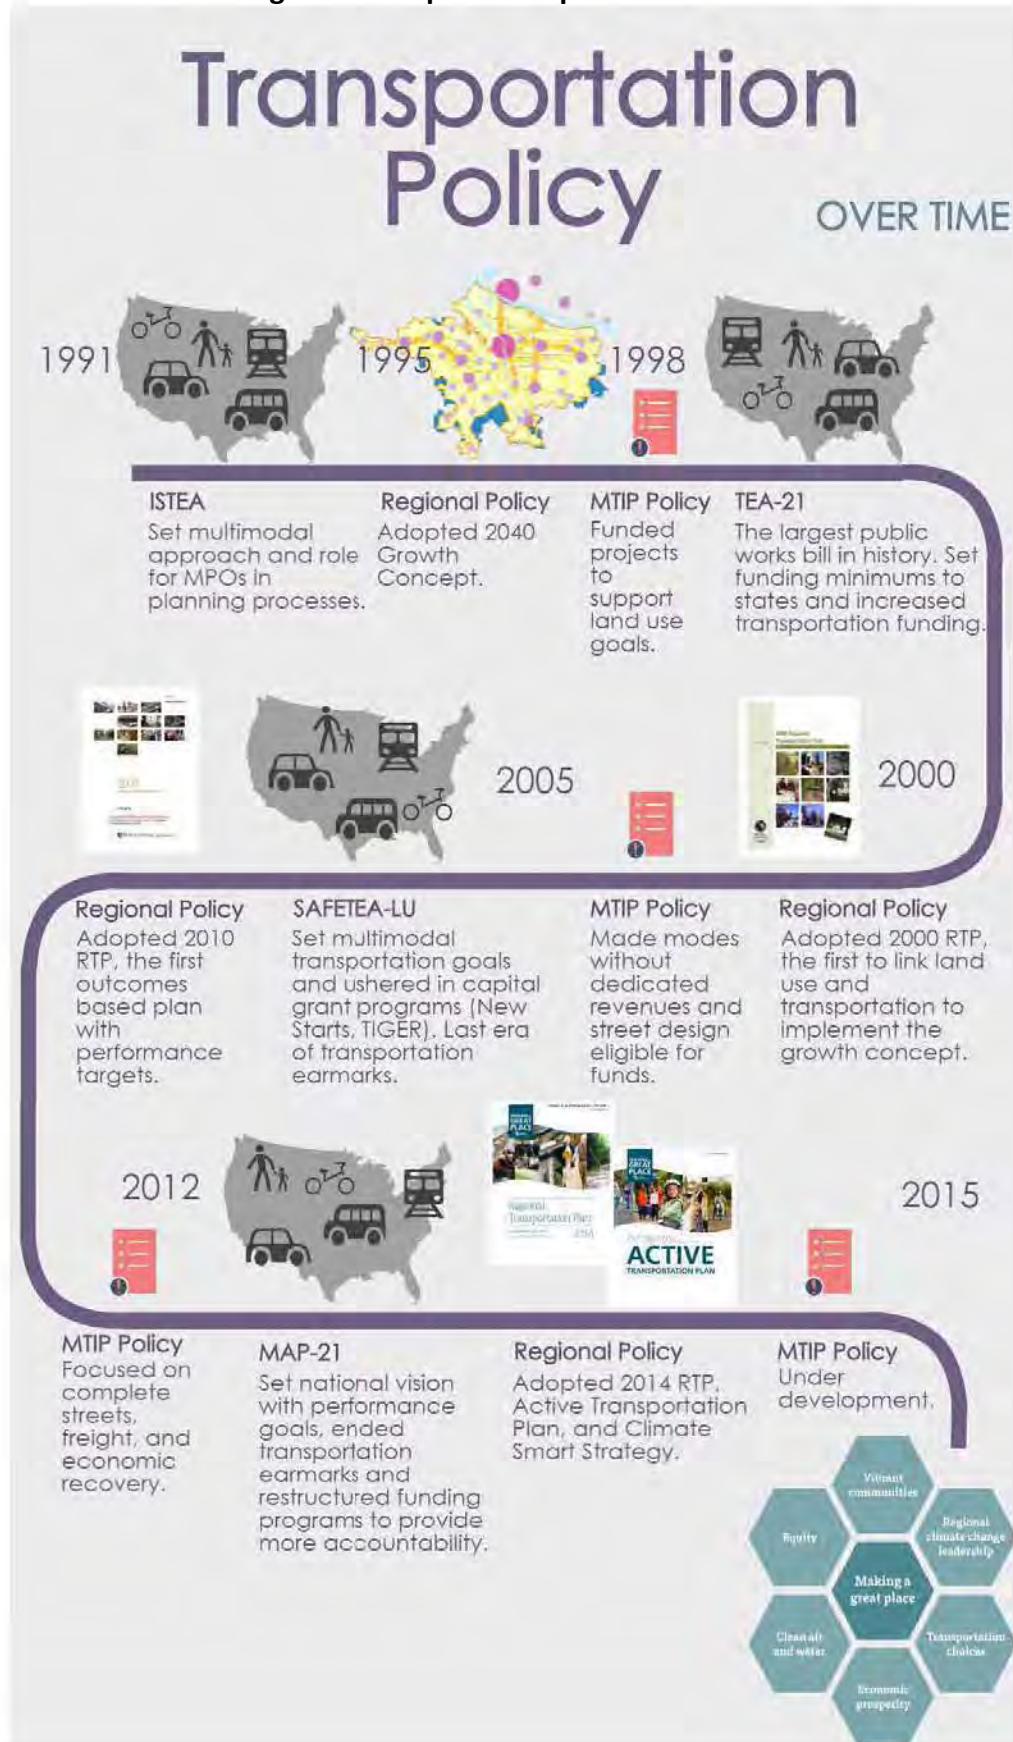 Transportation
Policy
OVER TIME
1991
1995
1998
ISTEA
Set multimodal
approach and role
for MPOs in
planning processes.
Regional Policy
Adopted 2040
Growth
Concept.
MTIP Policy
Funded
projects
to
support
land use
goals.
TEA-21
The largest public
works bill in history. Set
funding minimums to
states and increased
transportation funding.
2005
2000
Regional Policy
Adopted 2010
RTP, the first
outcomes
based plan
with
performance
targets.
SAFETEA-LU
Set multimodal
transportation goals
and ushered in capital
grant programs (New
Starts, TIGER). Last era
of transportation
earmarks.
MTIP Policy
Made modes
without
dedicated
revenues and
street design
eligible for
funds.
Regional Policy
Adopted 2000 RTP,
the first to link land
use and
transportation to
implement the
growth concept.
2012
GREAT
PLACE
Regional
Transportation Plan
2014
GREAT
PLACE
ACTIVE
TRANSPORTATION PLAN
2015
MTIP Policy
Focused on
complete
streets,
freight, and
economic
recovery.
MAP-21
Set national vision
with performance
goals, ended
transportation
earmarks and
restructured funding
programs to provide
more accountability.
Regional Policy
Adopted 2014 RTP,
Active Transportation
Plan, and Climate
Smart Strategy.
MTIP Policy
Under
development.
Vibrant
communities
Equity
Regional
climate change
leadership
Making a
great place
Clean air
and water
Transportation
choices
Economic
prosperity